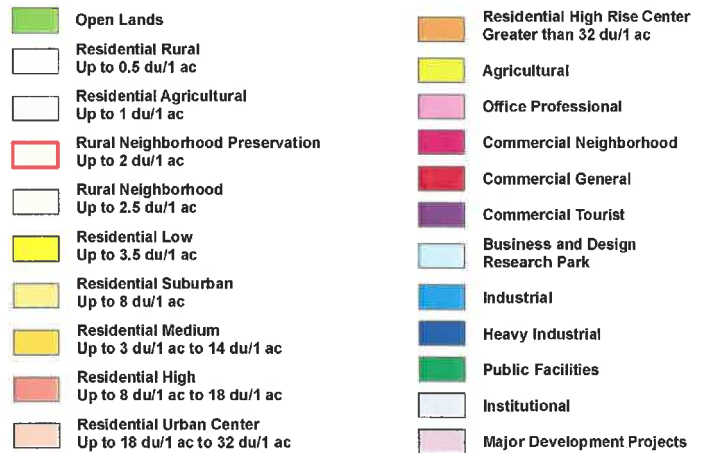 Open Lands
Residential Rural
Up to 0.5 du/1 ac
Residential Agricultural
Up to 1 du/1 ac
Rural Neighborhood Preservation
Up to 2 du/1 ac
Rural Neighborhood
Up to 2.5 du/1 ac
Residential Low
Up to 3.5 du/1 ac
Residential Suburban
Up to 8 du/1 ac
Residential Medium
Up to 3 du/1 ac to 14 du/1 ac
Residential High
Up to 8 du/1 ac to 18 du/1 ac
Residential Urban Center
Up to 18 du/1 ac to 32 du/1 ac
Residential High Rise Center
Greater than 32 du/1 ac
Agricultural
Office Professional
Commercial Neighborhood
Commercial General
Commercial Tourist
Business and Design
Research Park
Industrial
Heavy Industrial
Public Facilities
Institutional
Major Development Projects